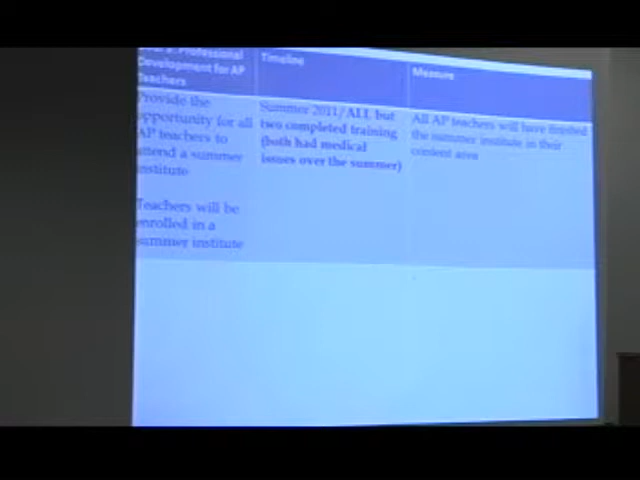 Professional
Development for AP
Teachers
Timeline
Measure
Provide the
opportunity for all
AP teachers to
attend a summer
institute
Teachers will be
enrolled in a
summer institute
Summer 2011/ALL but
two completed training
(both had medical
issues over the summer)
All AP teachers will have finished
the summer institute in their
content area